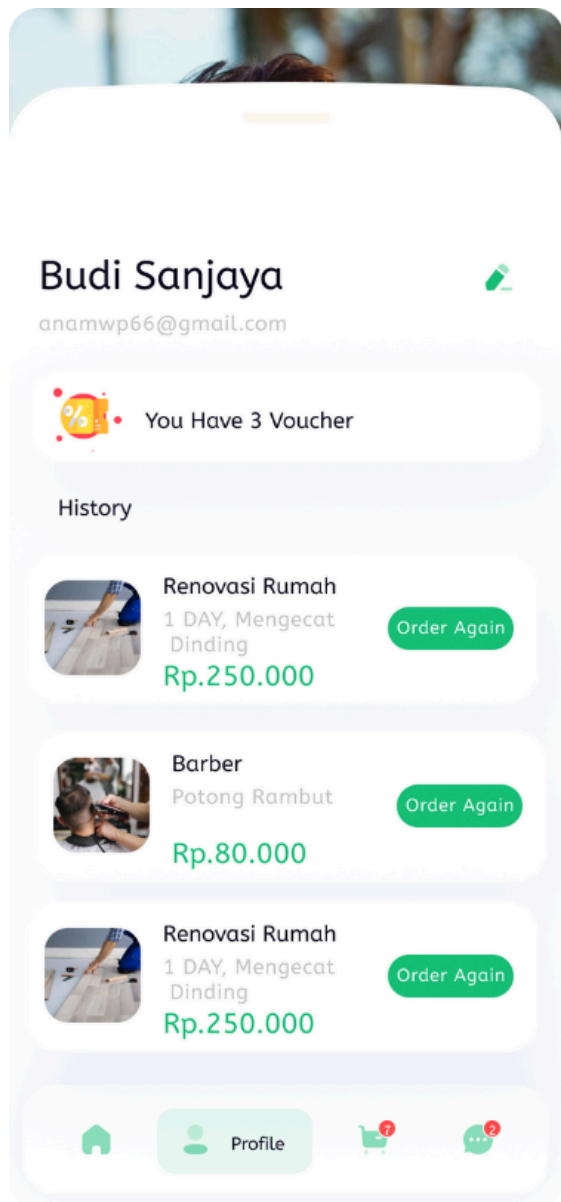 Budi Sanjaya
anamwp66@gmail.com
%
You Have 3 Voucher
History
Renovasi Rumah
1 DAY, Mengecat
Dinding
Rp.250.000
Order Again
Barber
Potong Rambut
Rp.80.000
Order Again
Renovasi Rumah
1 DAY, Mengecat
Dinding
Rp.250.000
Order Again
Profile
7
2